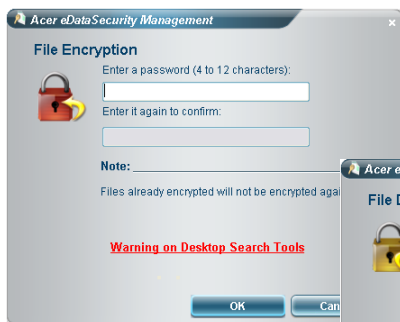 Acer eDataSecurity Management
File Encryption
Enter a password (4 to 12 characters):
Enter it again to confirm:
Note:
Files already encrypted will not be encrypted
Acer
File
Warning on Desktop Search Tools
OK